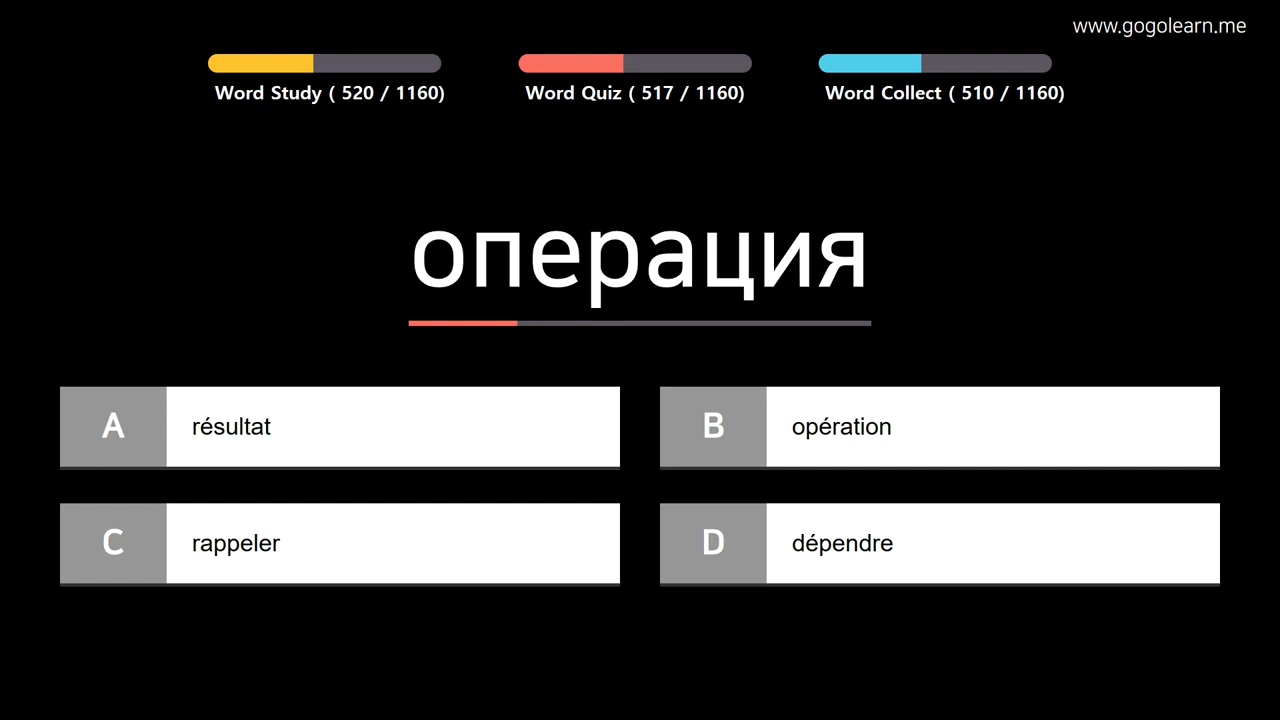 www.gogolearn.me
Word Study ( 520 / 1160)
Word Quiz ( 517 / 1160)
Word Collect ( 510 / 1160)
операция
A résultat
B opération
C rappeler
D dépendre